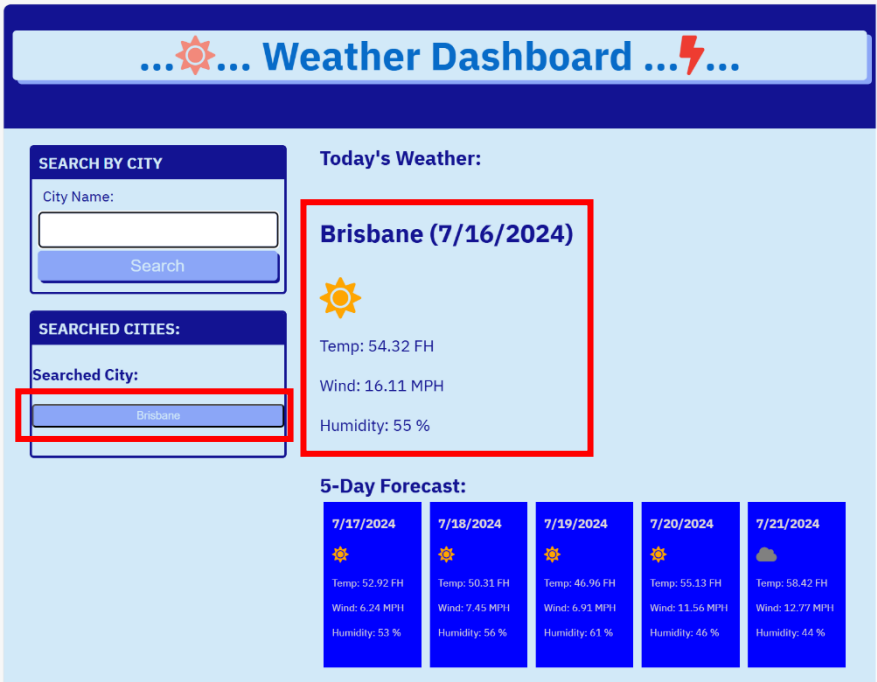 ...... Weather Dashboard ......
SEARCH BY CITY
City Name:
Search
SEARCHED CITIES:
Searched City:
Brisbane
Today's Weather:
Brisbane (7/16/2024)
Temp: 54.32 FH
Wind: 16.11 MPH
Humidity: 55 %
5-Day Forecast:
7/17/2024
Temp: 52.92 FH
Wind: 6.24 MPH
Humidity: 53 %
7/18/2024
Temp: 50.31 FH
Wind: 7.45 MPH
Humidity: 56 %
7/19/2024
Temp: 46.96 FH
Wind: 6.91 MPH
Humidity: 61 %
7/20/2024
Temp: 55.13 FH
Wind: 11.56 MPH
Humidity: 46 %
7/21/2024
Temp: 58.42 FH
Wind: 12.77 MPH
Humidity: 44 %